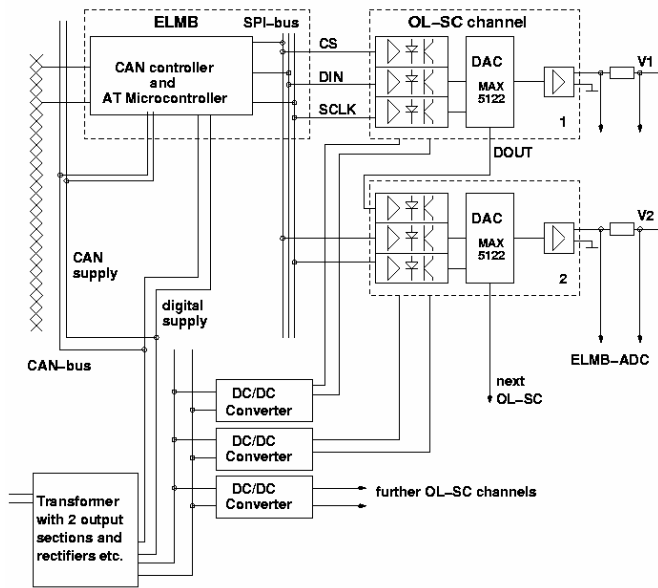 ELMB
SPI-bus
OL-SC channel
CAN controller
and
AT Microcontroller
CS
DIN
SCLK
DAC
MAX
5122
V1
1
DOUT
DAC
MAX
5122
V2
2
CAN
supply
digital
supply
CAN-bus
ELMB-ADC
next
OL-SC
DC/DC
Converter
DC/DC
Converter
DC/DC
Converter
further OL-SC channels
Transformer
with 2 output
sections and
rectifiers etc.